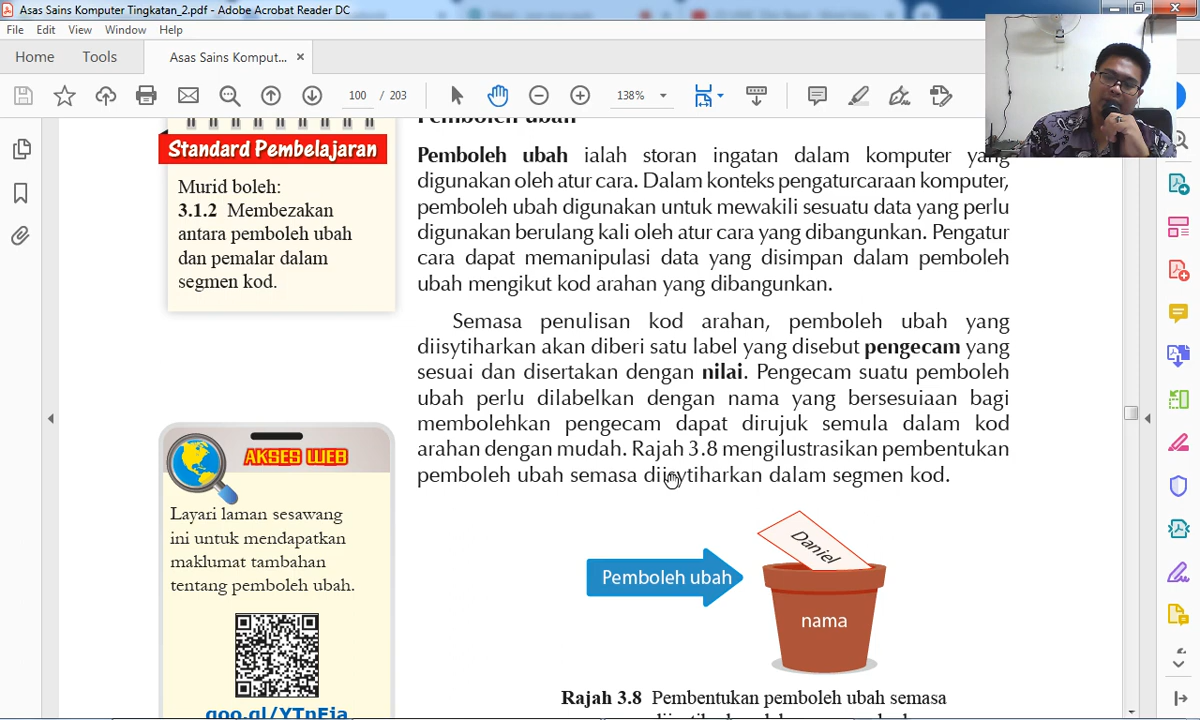 Asas Sains Komputer Tingkatan_2.pdf - Adobe Acrobat Reader DC
File Edit View Window Help
Home Tools Asas Sains Komput... ×
100 / 203 138%
Pemboleh ubah
Standard Pembelajaran
Murid boleh:
3.1.2 Membezakan
antara pemboleh ubah
dan pemalar dalam
segmen kod.
Pemboleh ubah ialah storan ingatan dalam komputer yang
digunakan oleh atur cara. Dalam konteks pengaturcaraan komputer,
pemboleh ubah digunakan untuk mewakili sesuatu data yang perlu
digunakan berulang kali oleh atur cara yang dibangunkan. Pengatur
cara dapat memanipulasi data yang disimpan dalam pemboleh
ubah mengikut kod arahan yang dibangunkan.
Semasa penulisan kod arahan, pemboleh ubah yang
diisytiharkan akan diberi satu label yang disebut pengecam yang
sesuai dan disertakan dengan nilai. Pengecam suatu pemboleh
ubah perlu dilabelkan dengan nama yang bersesuiaan bagi
membolehkan pengecam dapat dirujuk semula dalam kod
arahan dengan mudah. Rajah 3.8 mengilustrasikan pembentukan
pemboleh ubah semasa diisytiharkan dalam segmen kod.
AKSES WEB
Layari laman sesawang
ini untuk mendapatkan
maklumat tambahan
tentang pemboleh ubah.
goo.gl/YTnFja
Pemboleh ubah
Daniel
nama
Rajah 3.8 Pembentukan pemboleh ubah semasa